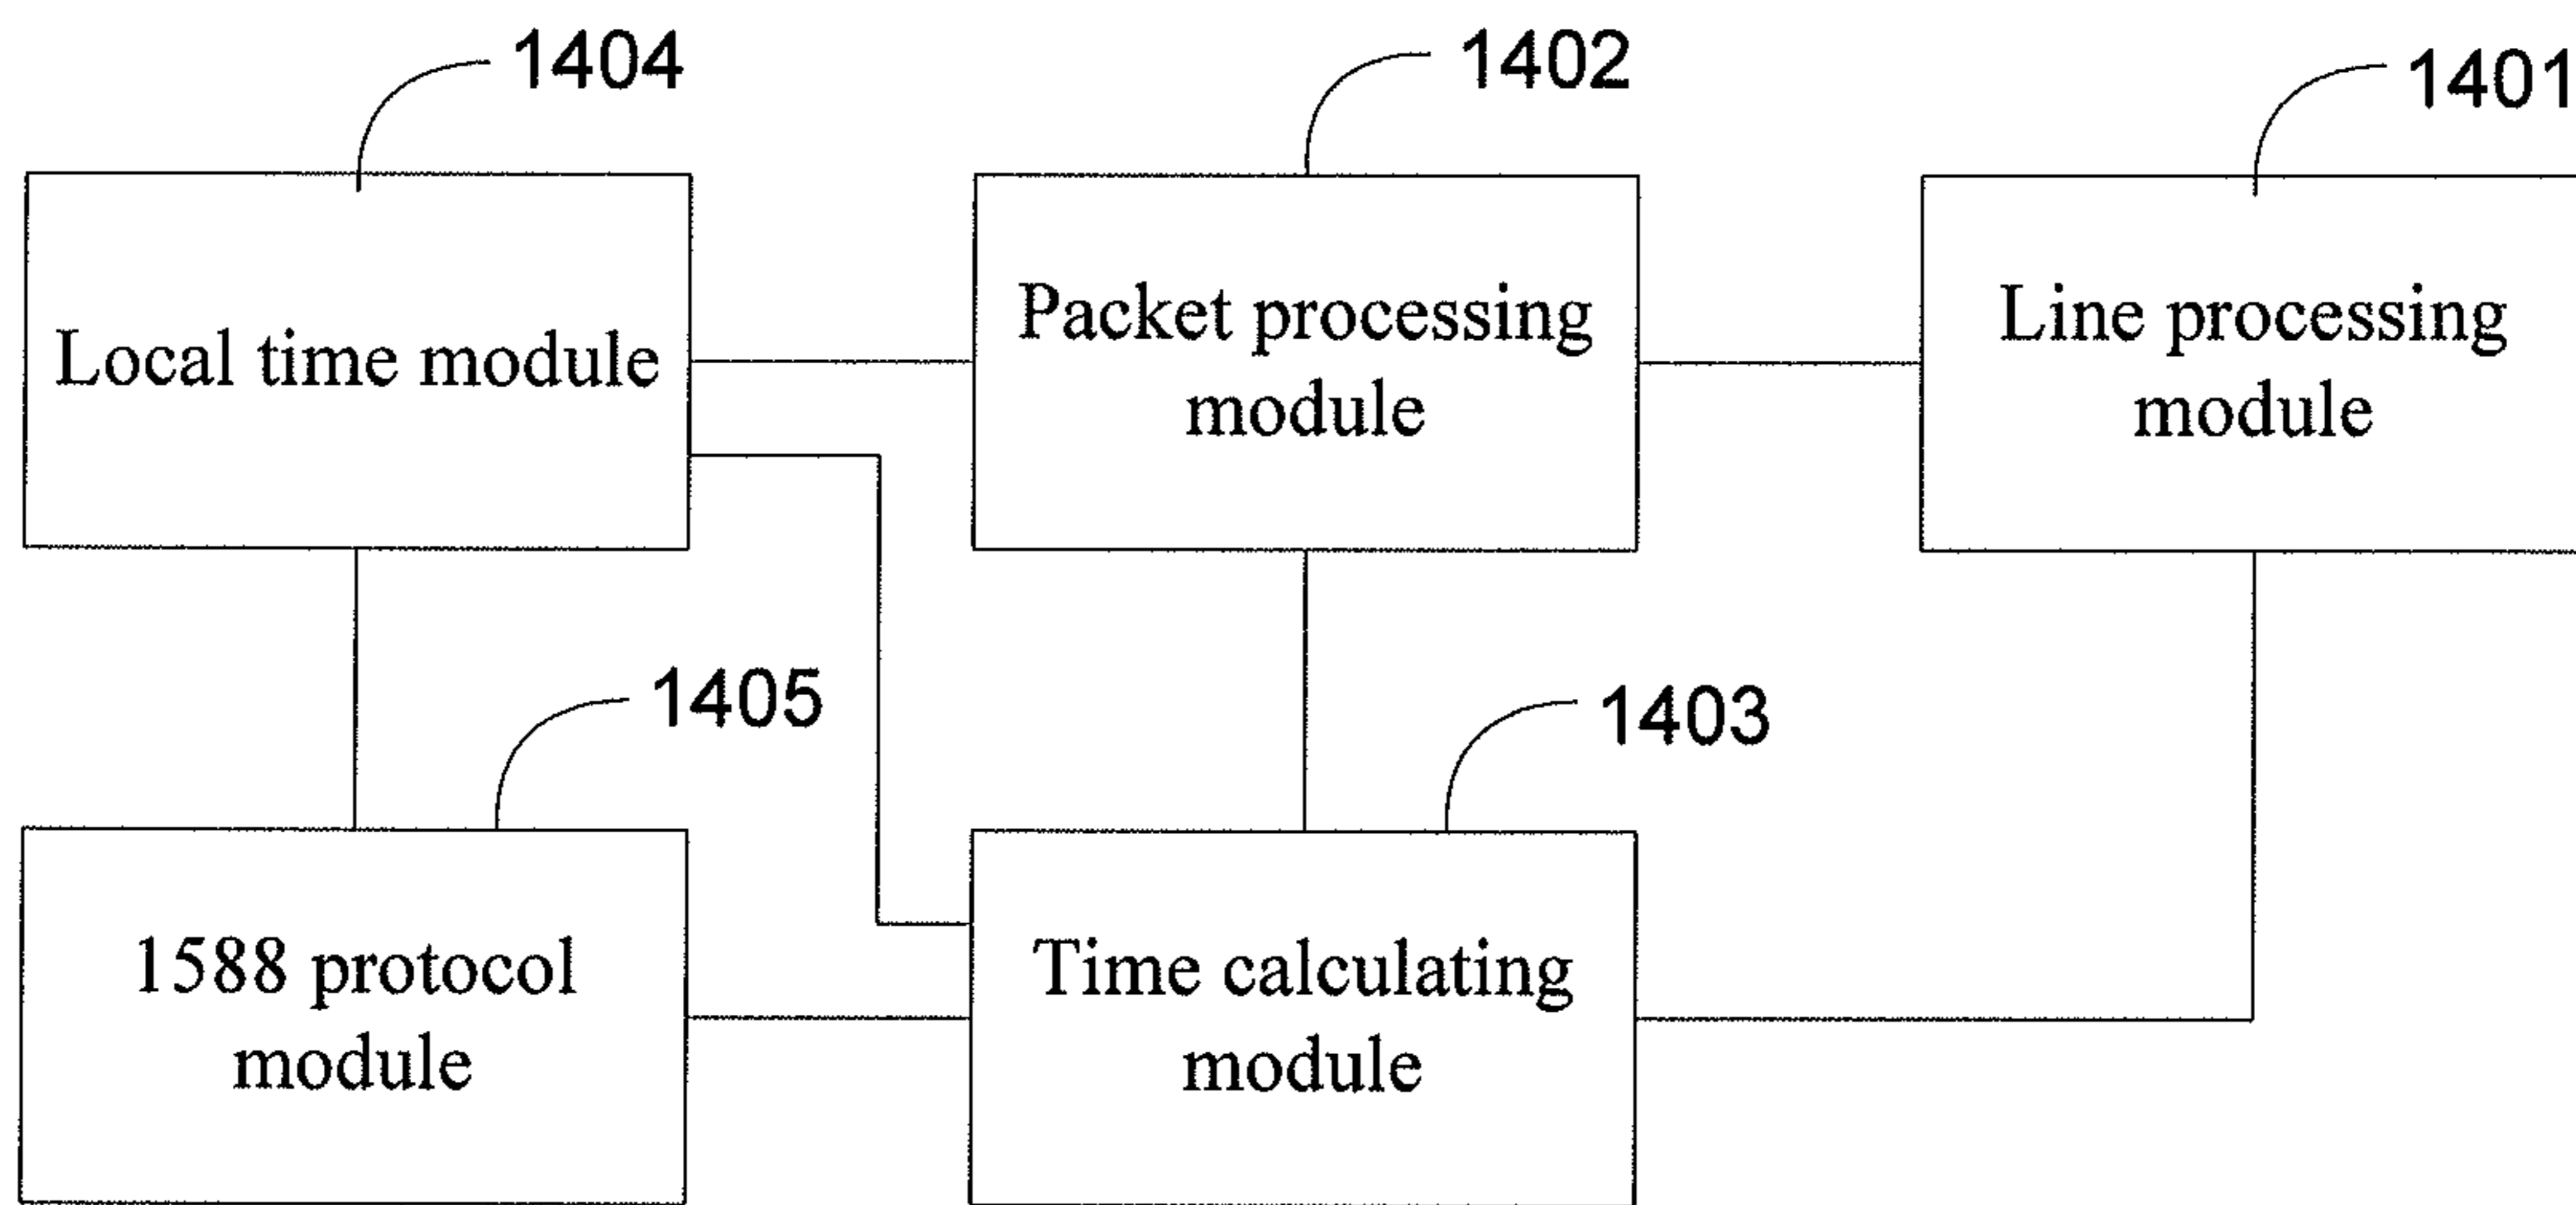 1404
1402
1401
Local time module
Packet processing
module
Line processing
module
1405
1403
1588 protocol
module
Time calculating
module